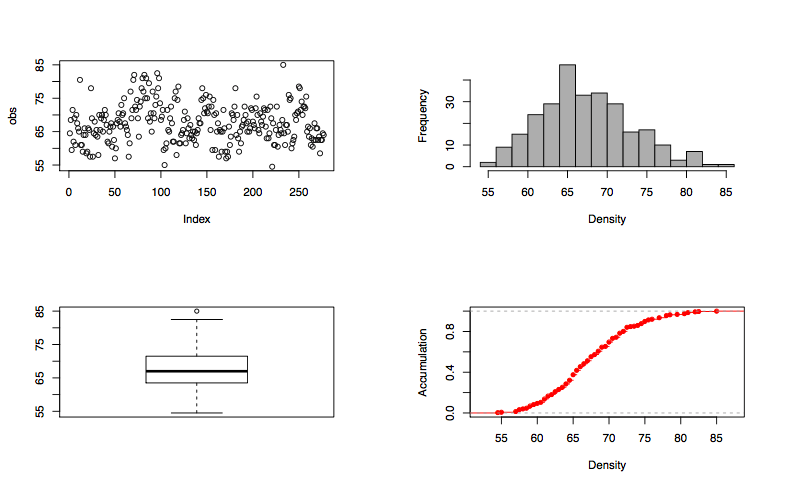 85
75
65
55
obs
0 50 100 150 200 250
Index
30
10
0
Frequency
55 60 65 70 75 80 85
Density
85
75
65
55
0.8
0.4
0.0
Accumulation
55 60 65 70 75 80 85
Density